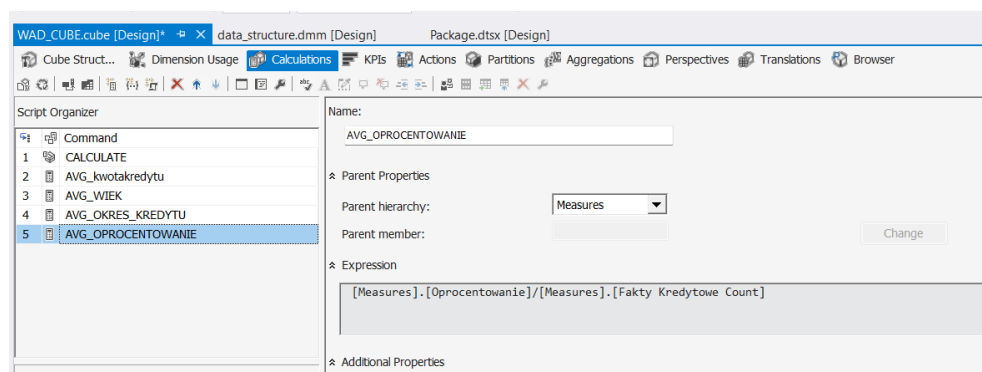 WAD_CUBE.cube [Design]* data_structure.dmm [Design] Package.dtsx [Design]
Cube Struct... Dimension Usage Calculations KPIs Actions Partitions Aggregations Perspectives Translations Browser
Script Organizer
Command
1 CALCULATE
2 AVG_kwotakredytu
3 AVG_WIEK
4 AVG_OKRES_KREDYTU
5 AVG_OPROCENTOWANIE
Name:
AVG_OPROCENTOWANIE
Parent Properties
Parent hierarchy: Measures
Parent member: Change
Expression
[Measures].[Oprocentowanie]/[Measures].[Fakty Kredytowe Count]
Additional Properties